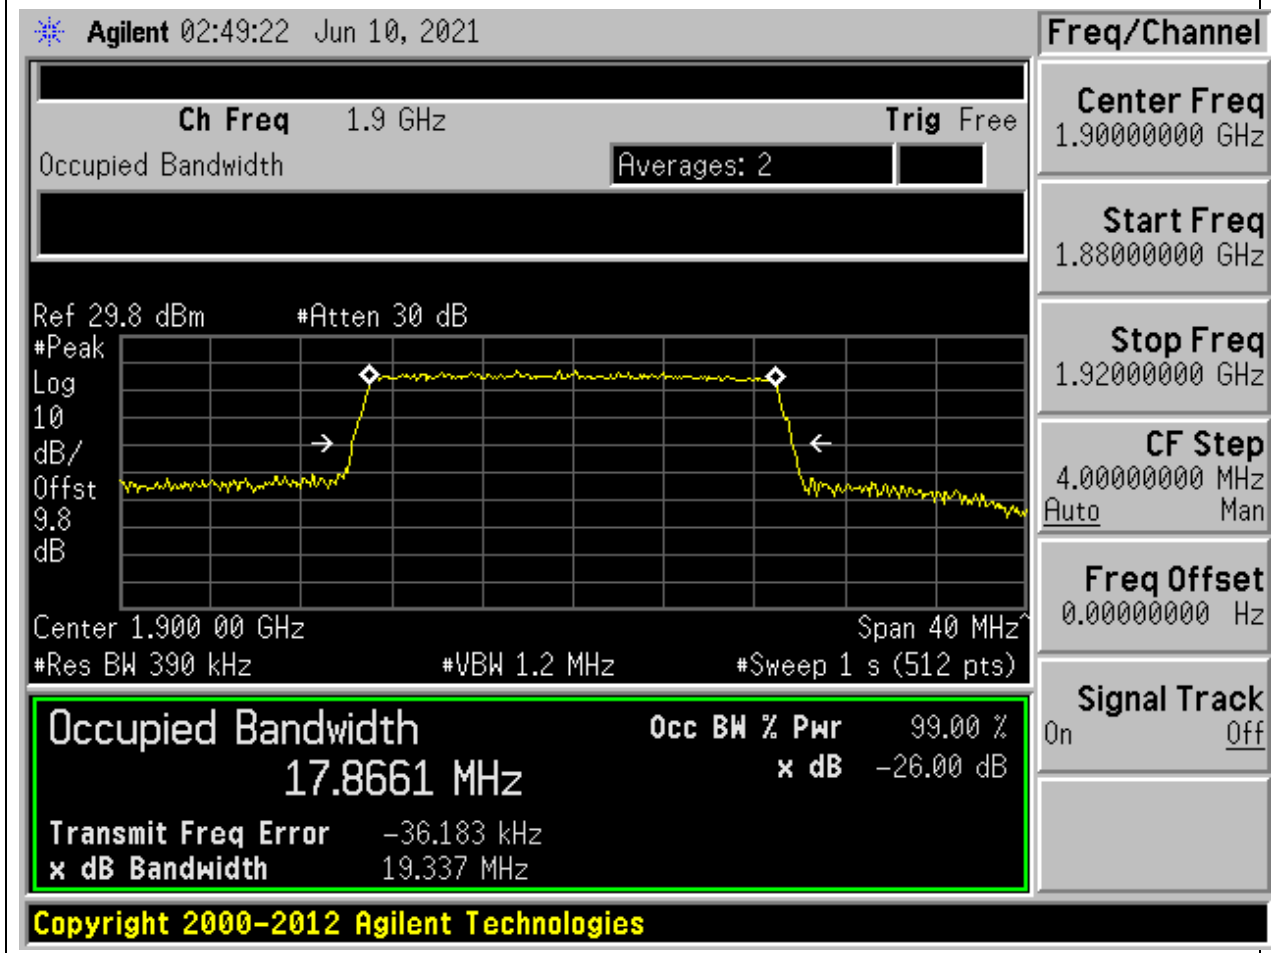 Agilent 02:49:22 Jun 10, 2021
Freq/Channel
Ch Freq 1.9 GHz Trig Free
Occupied Bandwidth Averages: 2
Center Freq
1.90000000 GHz
Start Freq
1.88000000 GHz
Stop Freq
1.92000000 GHz
CF Step
4.00000000 MHz
Auto Man
Freq Offset
0.00000000 Hz
Signal Track
On Off
Ref 29.8 dBm #Atten 30 dB
#Peak
Log
10
dB/
Offst
9.8
dB
Center 1.900 00 GHz Span 40 MHz^
#Res BW 390 kHz #VBW 1.2 MHz #Sweep 1 s (512 pts)
Occupied Bandwidth Occ BW % Pwr 99.00 %
17.8661 MHz x dB -26.00 dB
Transmit Freq Error -36.183 kHz
x dB Bandwidth 19.337 MHz
Copyright 2000-2012 Agilent Technologies